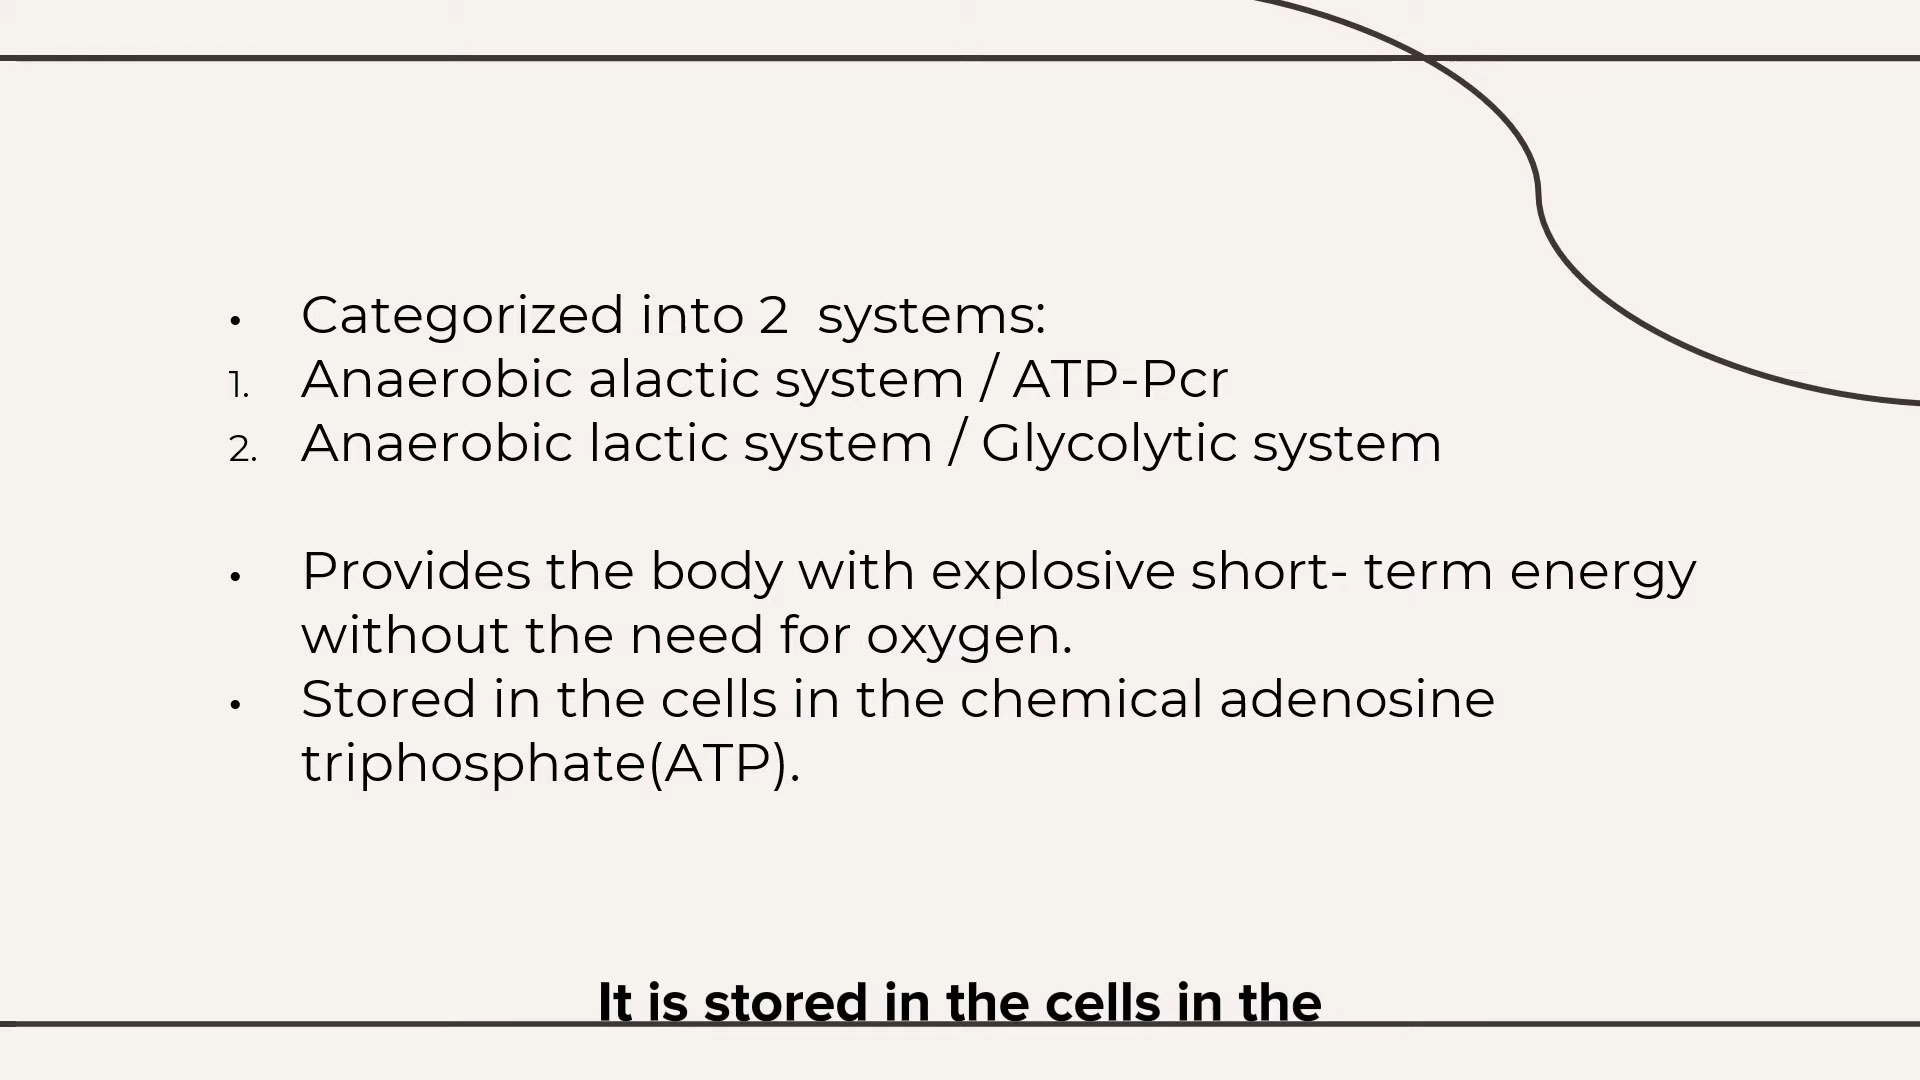 • Categorized into 2  systems:
1. Anaerobic alactic system / ATP-Pcr
2. Anaerobic lactic system / Glycolytic system
• Provides the body with explosive short- term energy
without the need for oxygen.
• Stored in the cells in the chemical adenosine
triphosphate(ATP).
It is stored in the cells in the